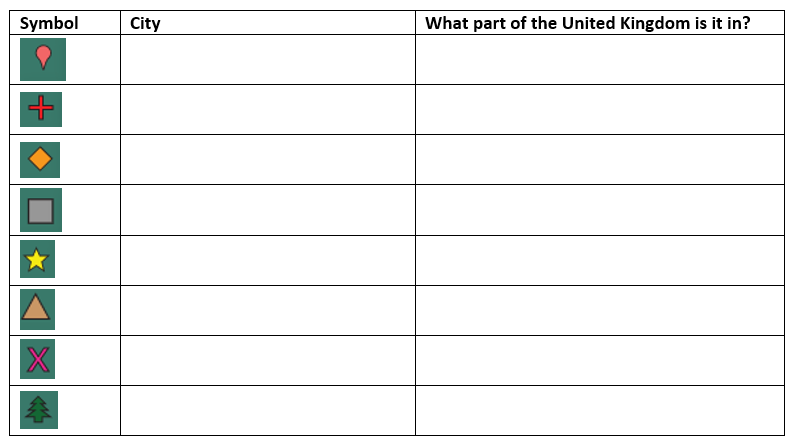 Symbol City What part of the United Kingdom is it in?